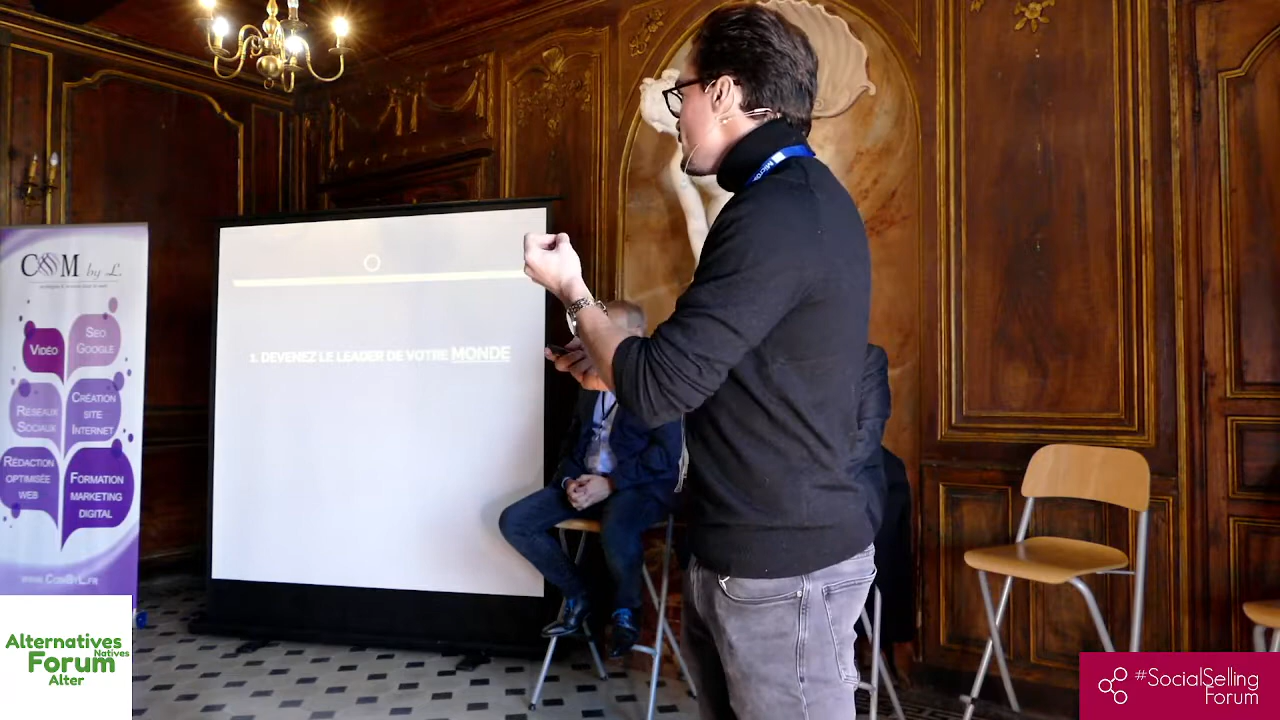 COM by L.
VIDÉO
SEO
GOOGLE
RÉSEAUX
SOCIAUX
CRÉATION
SITE
INTERNET
RÉDACTION
OPTIMISÉE
WEB
FORMATION
MARKETING
DIGITAL
WWW.COMBYL.FR
1. DEVENEZ LE LEADER DE VOTRE MONDE
Alternatives
Natives
Forum
Alter
#SocialSelling
Forum